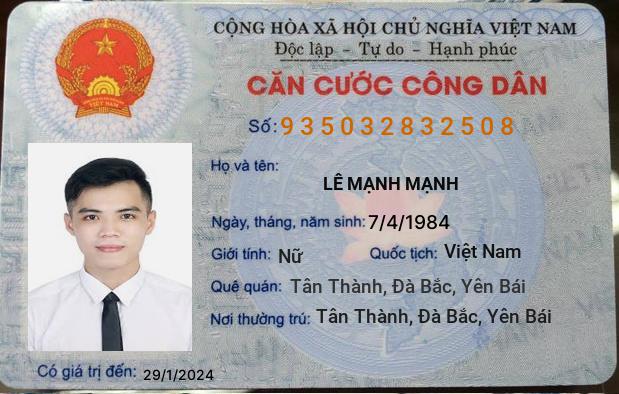 CỘNG HÒA XÃ HỘI CHỦ NGHĨA VIỆT NAM
Độc lập - Tự do - Hạnh phúc
CĂN CƯỚC CÔNG DÂN
Số: 935032832508
Họ và tên:
LÊ MẠNH MẠNH
Ngày, tháng, năm sinh: 7/4/1984
Giới tính: Nữ Quốc tịch: Việt Nam
Quê quán: Tân Thành, Đà Bắc, Yên Bái
Nơi thường trú: Tân Thành, Đà Bắc, Yên Bái
Có giá trị đến: 29/1/2024
VIỆT NAM